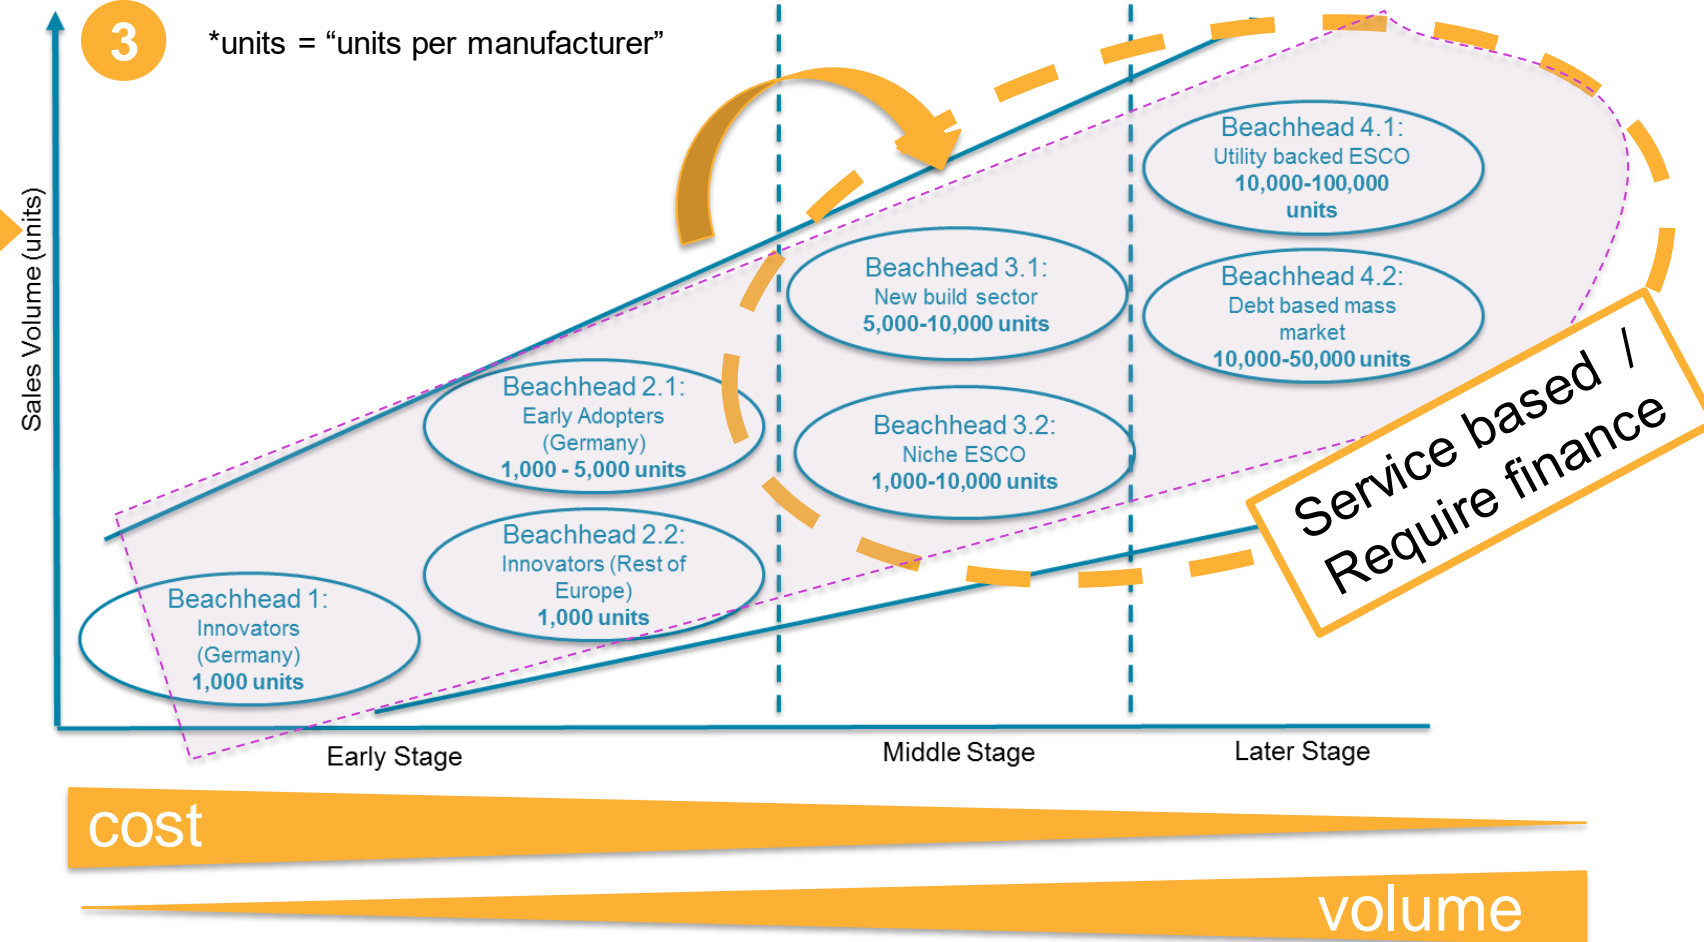 3
*units = “units per manufacturer”
Sales Volume (units)
Beachhead 4.1:
Utility backed ESCO
10,000-100,000
units
Beachhead 3.1:
New build sector
5,000-10,000 units
Beachhead 4.2:
Debt based mass
market
10,000-50,000 units
Beachhead 2.1:
Early Adopters
(Germany)
1,000 - 5,000 units
Beachhead 3.2:
Niche ESCO
1,000-10,000 units
Service based /
Require finance
Beachhead 2.2:
Innovators (Rest of
Europe)
1,000 units
Beachhead 1:
Innovators
(Germany)
1,000 units
Early Stage
Middle Stage
Later Stage
cost
volume